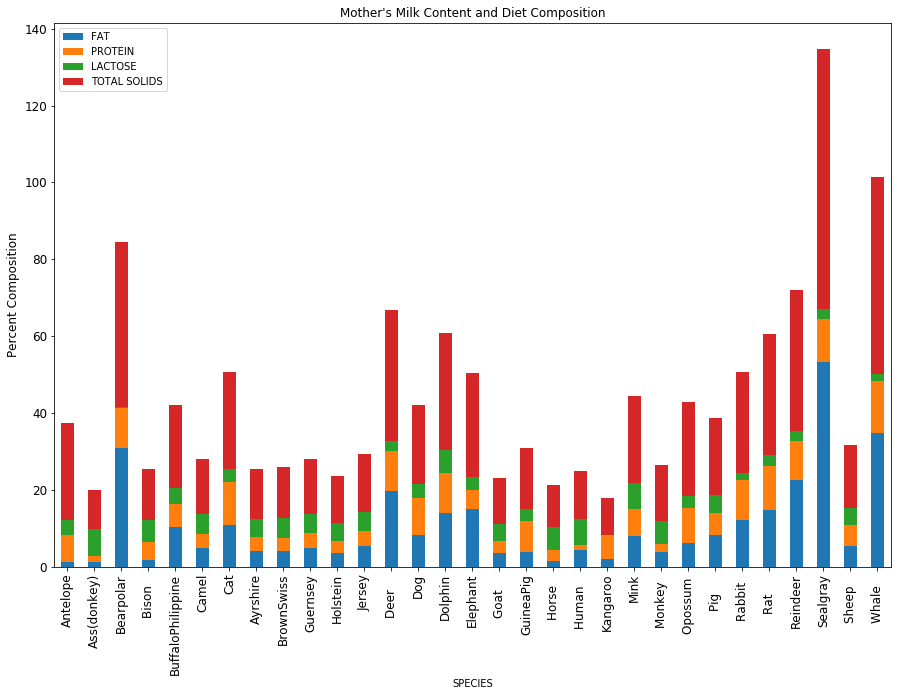 Mother's Milk Content and Diet Composition
FAT
PROTEIN
LACTOSE
TOTAL SOLIDS
Percent Composition
140
120
100
80
60
40
20
0
Antelope
Ass(donkey)
Bearpolar
Bison
BuffaloPhilippine
Camel
Cat
Ayrshire
BrownSwiss
Guernsey
Holstein
Jersey
Deer
Dog
Dolphin
Elephant
Goat
GuineaPig
Horse
Human
Kangaroo
Mink
Monkey
Opossum
Pig
Rabbit
Rat
Reindeer
Sealgray
Sheep
Whale
SPECIES